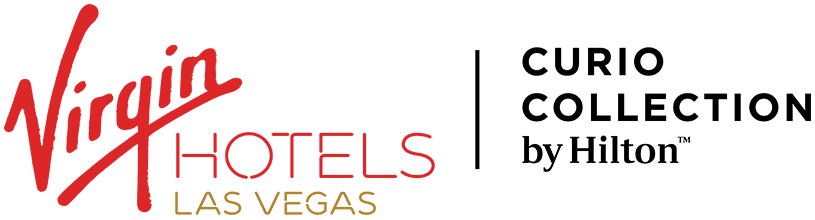 Virgin
HOTELS
LAS VEGAS
CURIO
COLLECTION
by Hilton™